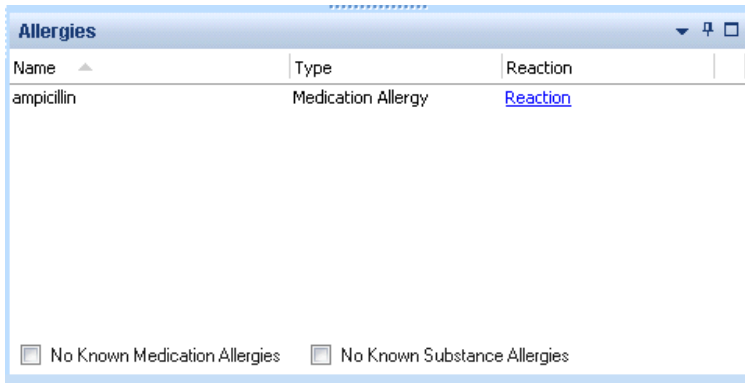 Allergies
Name Type Reaction
ampicillin Medication Allergy Reaction
No Known Medication Allergies No Known Substance Allergies